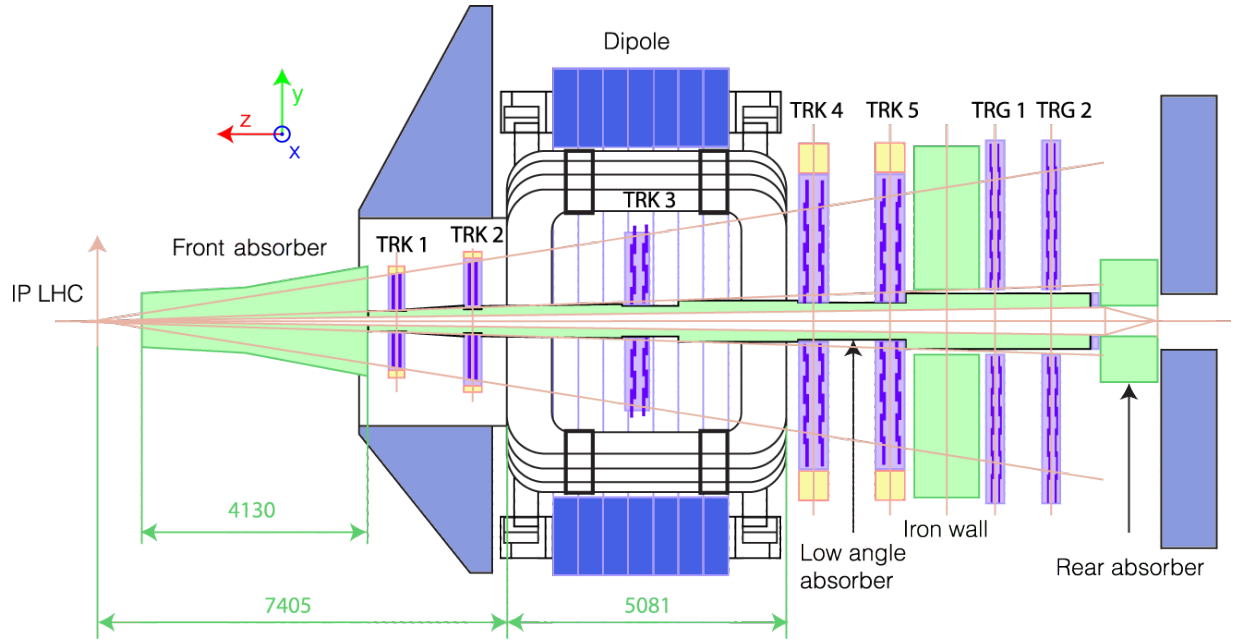 Dipole
TRK 4
TRK 5
TRG 1
TRG 2
y
z
x
TRK 3
Front absorber
TRK 1
TRK 2
IP LHC
4130
Iron wall
Low angle
absorber
Rear absorber
7405
5081